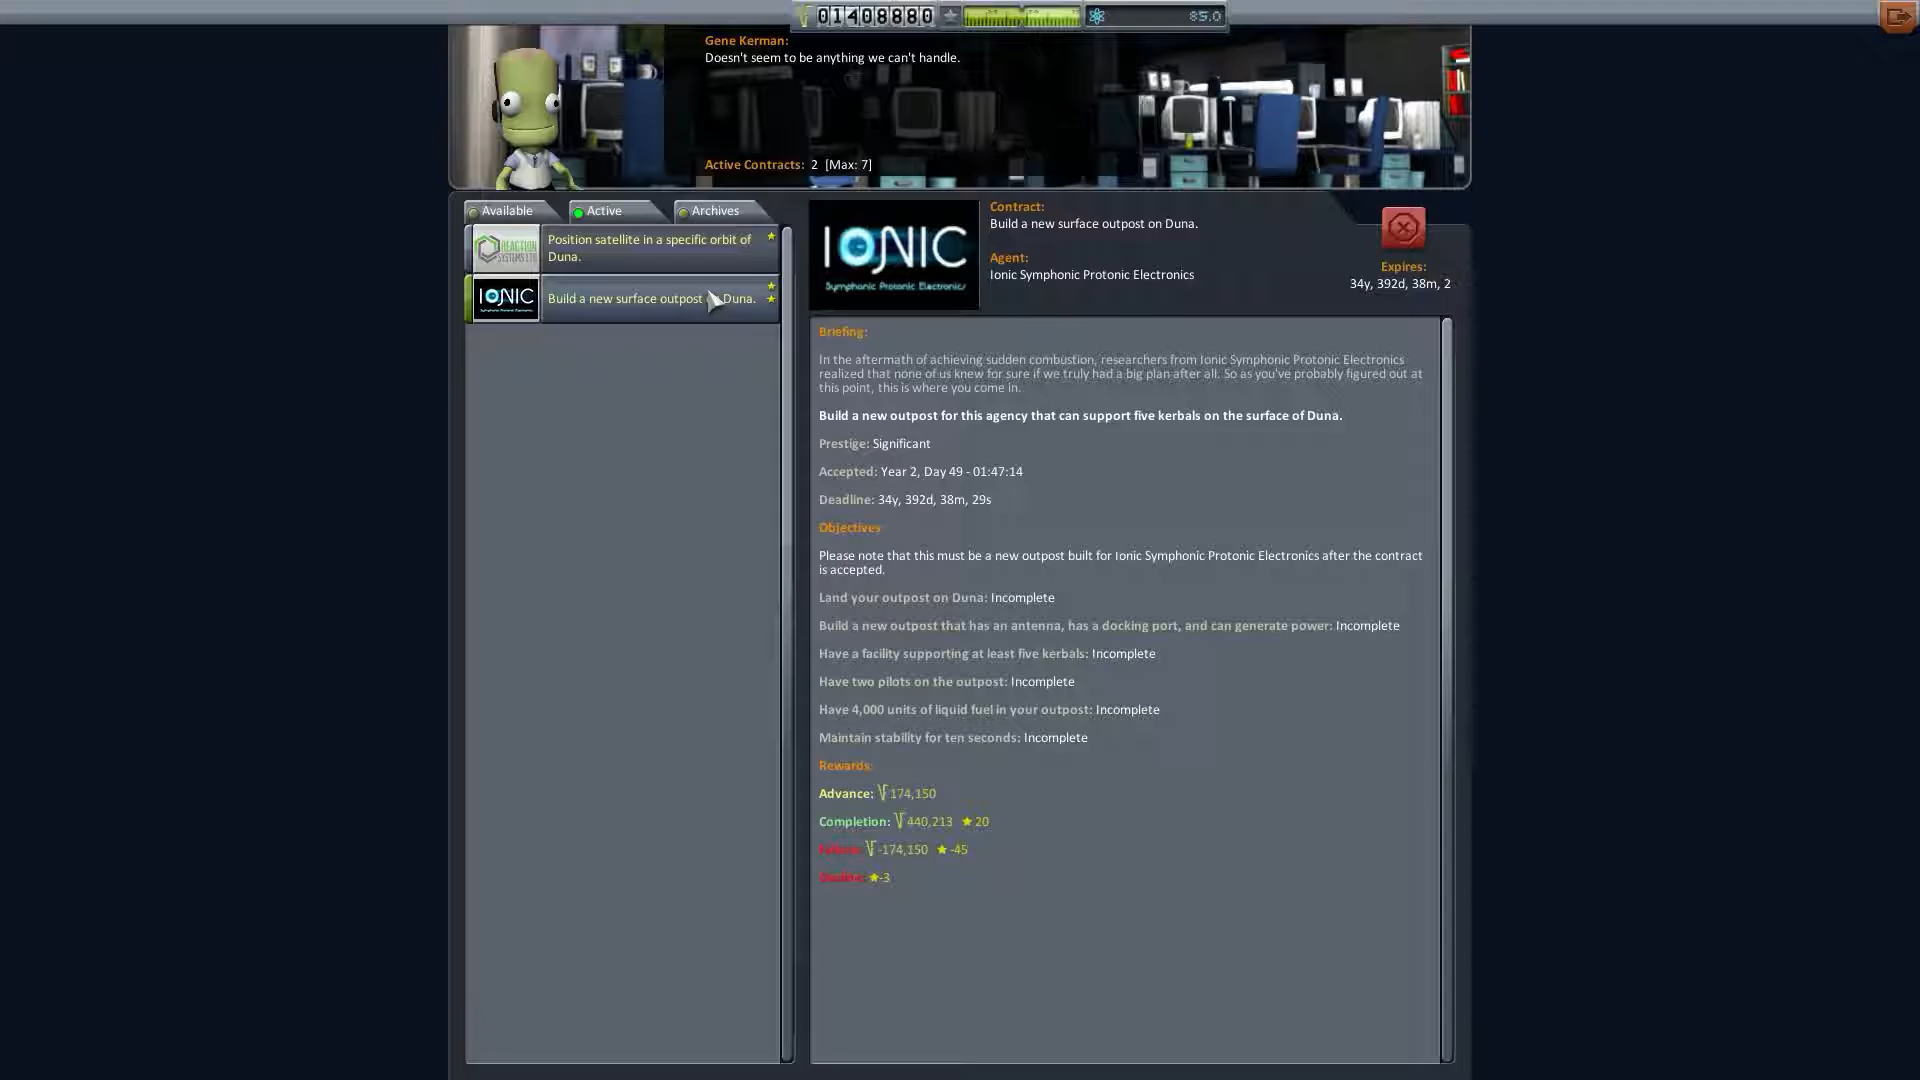 01408880
85.0
Gene Kerman:
Doesn't seem to be anything we can't handle.
Active Contracts: 2 [Max: 7]
Available
Active
Archives
REACTION
SYSTEMS LTD
Position satellite in a specific orbit of
Duna.
IONIC
Symphonic Protonic Electronics
Build a new surface outpost on Duna.
IONIC
Symphonic Protonic Electronics
Contract:
Build a new surface outpost on Duna.
Agent:
Ionic Symphonic Protonic Electronics
Expires:
34y, 392d, 38m, 2
Briefing:
In the aftermath of achieving sudden combustion, researchers from Ionic Symphonic Protonic Electronics
realized that none of us knew for sure if we truly had a big plan after all. So as you've probably figured out at
this point, this is where you come in.
Build a new outpost for this agency that can support five kerbals on the surface of Duna.
Prestige: Significant
Accepted: Year 2, Day 49 - 01:47:14
Deadline: 34y, 392d, 38m, 29s
Objectives:
Please note that this must be a new outpost built for Ionic Symphonic Protonic Electronics after the contract
is accepted.
Land your outpost on Duna: Incomplete
Build a new outpost that has an antenna, has a docking port, and can generate power: Incomplete
Have a facility supporting at least five kerbals: Incomplete
Have two pilots on the outpost: Incomplete
Have 4,000 units of liquid fuel in your outpost: Incomplete
Maintain stability for ten seconds: Incomplete
Rewards:
Advance: 174,150
Completion: 440,213 20
Failure: -174,150 -45
-3